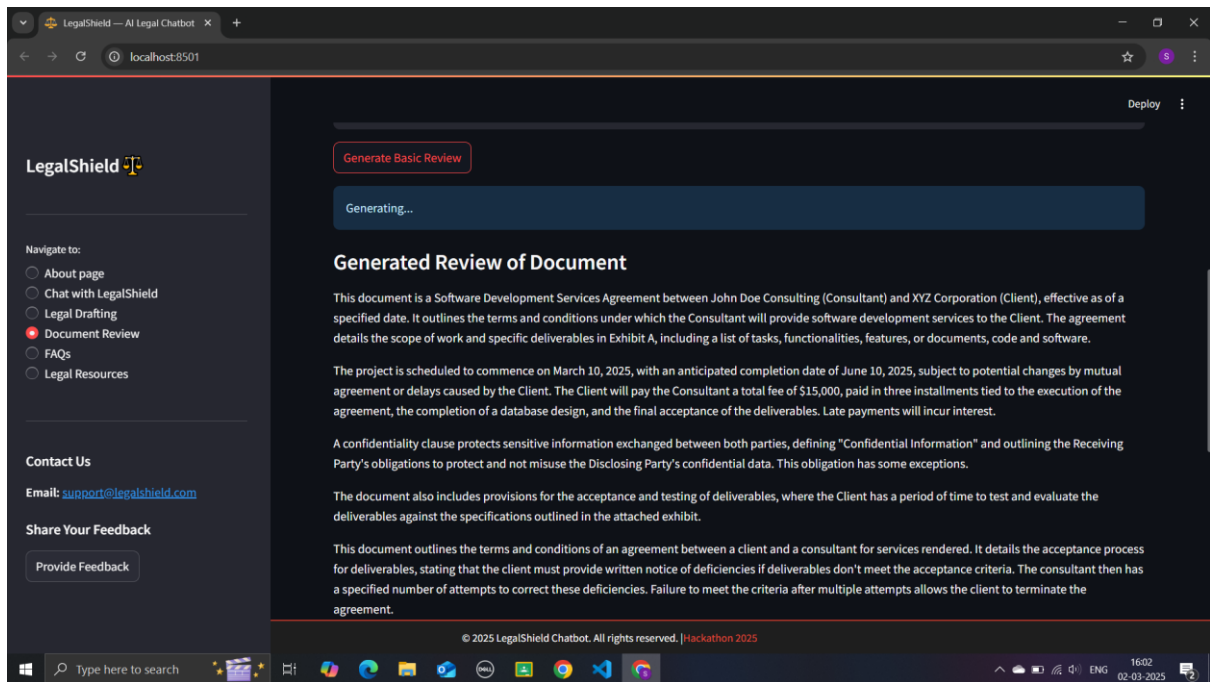 LegalShield — AI Legal Chatbot
localhost:8501
S
Deploy
LegalShield
Navigate to:
About page
Chat with LegalShield
Legal Drafting
Document Review
FAQs
Legal Resources
Contact Us
Email: support@legalshield.com
Share Your Feedback
Provide Feedback
Generate Basic Review
Generating...
Generated Review of Document
This document is a Software Development Services Agreement between John Doe Consulting (Consultant) and XYZ Corporation (Client), effective as of a
specified date. It outlines the terms and conditions under which the Consultant will provide software development services to the Client. The agreement
details the scope of work and specific deliverables in Exhibit A, including a list of tasks, functionalities, features, or documents, code and software.
The project is scheduled to commence on March 10, 2025, with an anticipated completion date of June 10, 2025, subject to potential changes by mutual
agreement or delays caused by the Client. The Client will pay the Consultant a total fee of $15,000, paid in three installments tied to the execution of the
agreement, the completion of a database design, and the final acceptance of the deliverables. Late payments will incur interest.
A confidentiality clause protects sensitive information exchanged between both parties, defining "Confidential Information" and outlining the Receiving
Party's obligations to protect and not misuse the Disclosing Party's confidential data. This obligation has some exceptions.
The document also includes provisions for the acceptance and testing of deliverables, where the Client has a period of time to test and evaluate the
deliverables against the specifications outlined in the attached exhibit.
This document outlines the terms and conditions of an agreement between a client and a consultant for services rendered. It details the acceptance process
for deliverables, stating that the client must provide written notice of deficiencies if deliverables don't meet the acceptance criteria. The consultant then has
a specified number of attempts to correct these deficiencies. Failure to meet the criteria after multiple attempts allows the client to terminate the
agreement.
© 2025 LegalShield Chatbot. All rights reserved. |Hackathon 2025
Type here to search
DELL
ENG
16:02
02-03-2025
2